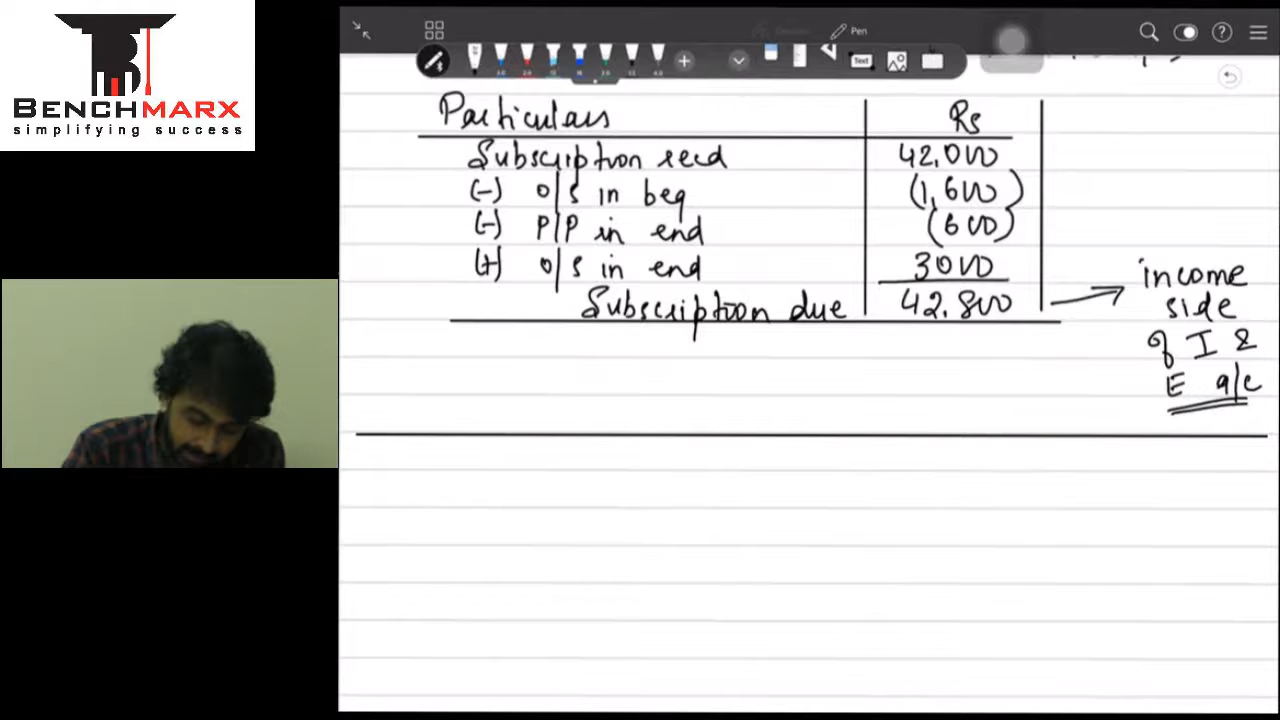 BENCHMARX
simplifying success
Pen
Text
Particulars Rs
Subscription recd 42,000
(-) o/s in beg (1,600)
(-) P/P in end (600)
(+) o/s in end 3000
Subscription due 42,800
income
side
of I &
E a/c